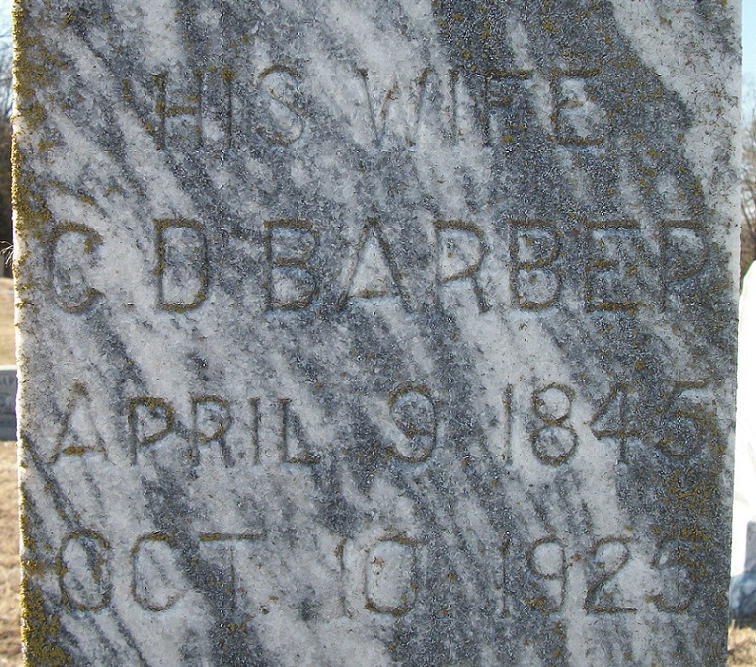 HIS WIFE
C. D. BARBER
APRIL 9 1845
OCT. 10 1923